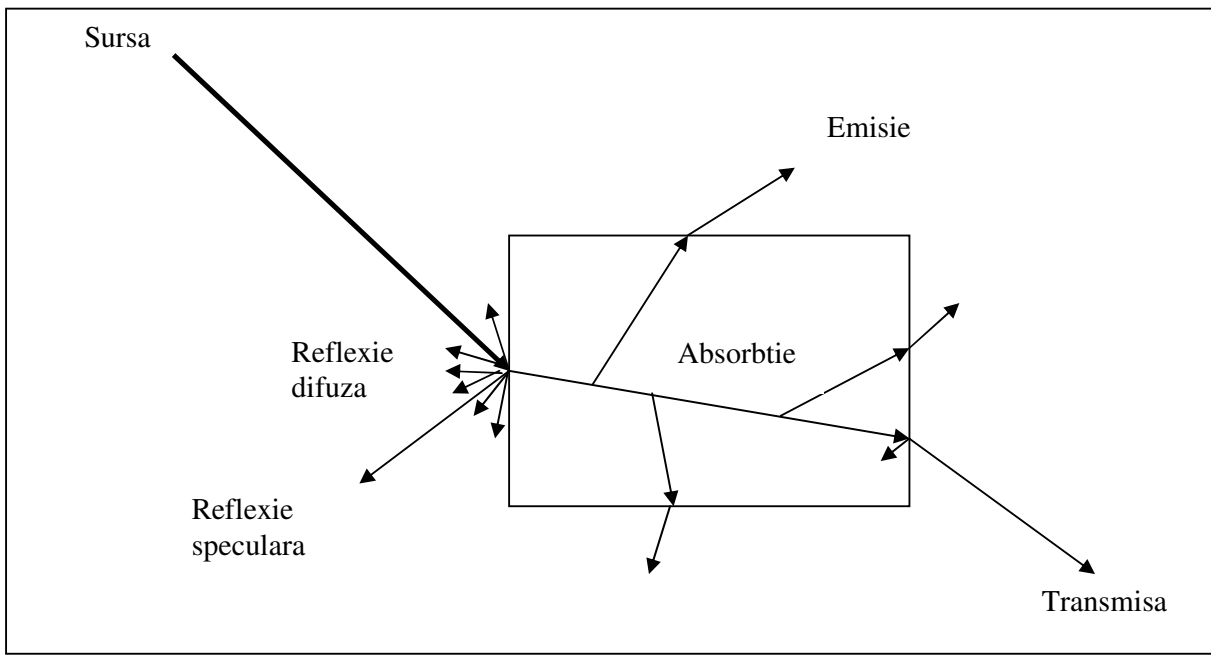 Sursa
Emisie
Reflexie
difuza
Absorbtie
Reflexie
speculara
Transmisa